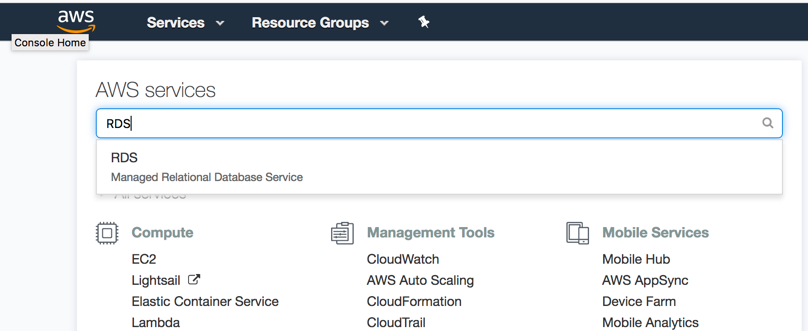 aws
Services
Resource Groups
Console Home
AWS services
RDS
RDS
Managed Relational Database Service
All services
Compute
EC2
Lightsail
Elastic Container Service
Lambda
Management Tools
CloudWatch
AWS Auto Scaling
CloudFormation
CloudTrail
Mobile Services
Mobile Hub
AWS AppSync
Device Farm
Mobile Analytics